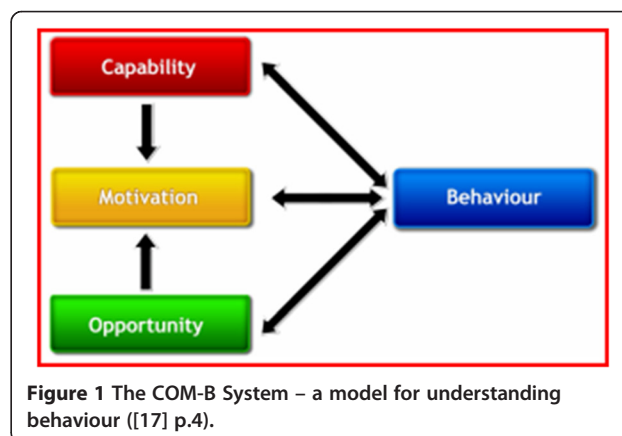 Capability
Motivation
Behaviour
Opportunity
Figure 1 The COM-B System – a model for understanding
behaviour ([17] p.4).